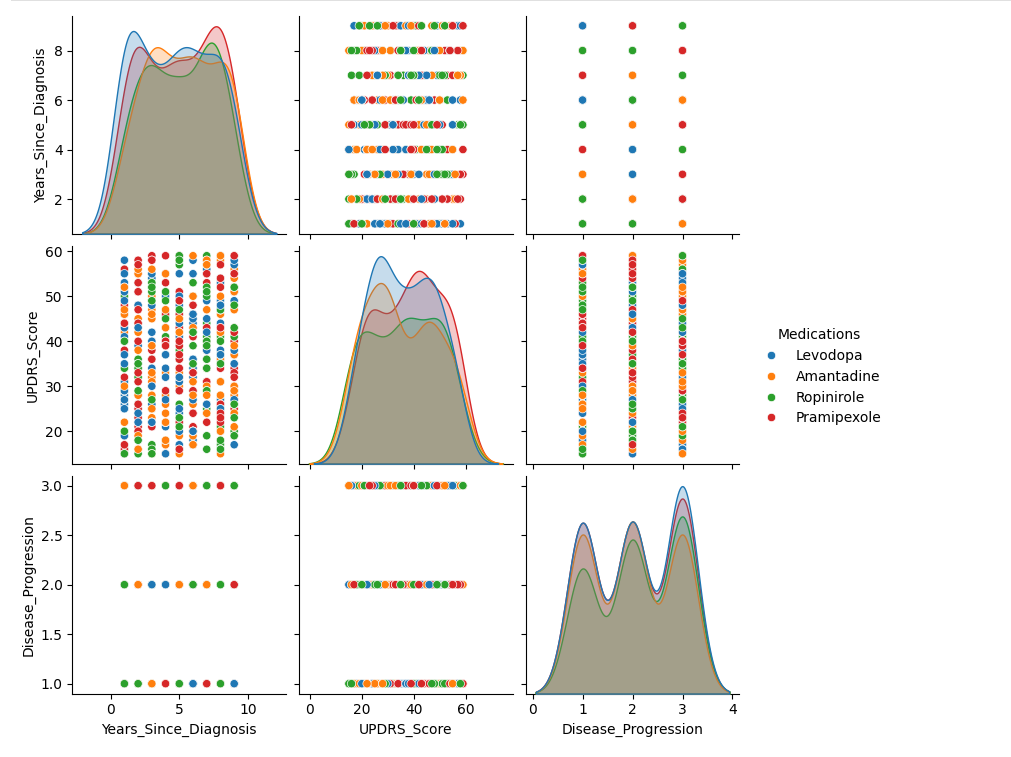 Years_Since_Diagnosis
8
6
4
2
UPDRS_Score
60
50
40
30
20
Medications
Levodopa
Amantadine
Ropinirole
Pramipexole
Disease_Progression
3.0
2.5
2.0
1.5
1.0
0 5 10
0 20 40 60
0 1 2 3 4
Years_Since_Diagnosis UPDRS_Score Disease_Progression